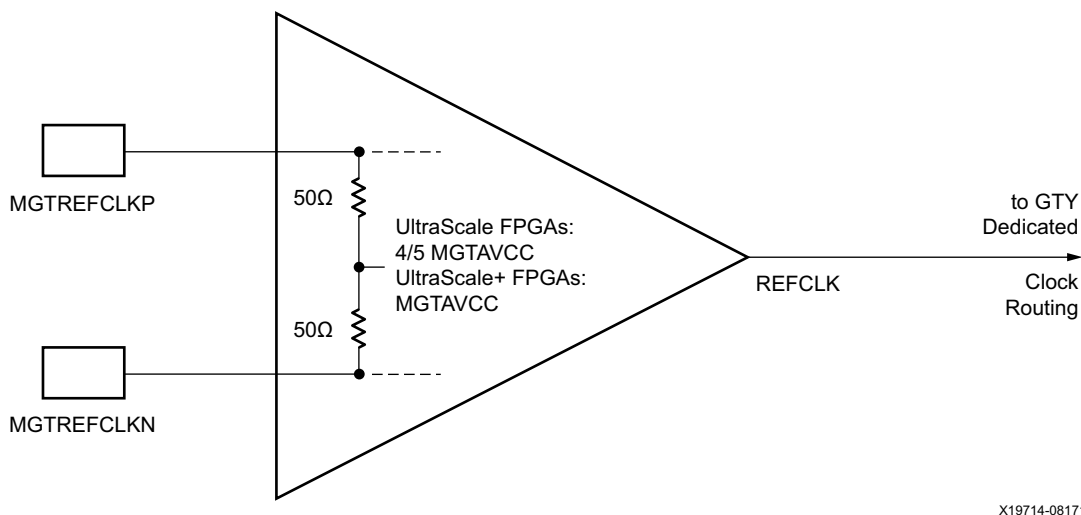 MGTREFCLKP
50Ω
UltraScale FPGAs:
4/5 MGTAVCC
UltraScale+ FPGAs:
MGTAVCC
50Ω
MGTREFCLKN
REFCLK
to GTY
Dedicated
Clock
Routing